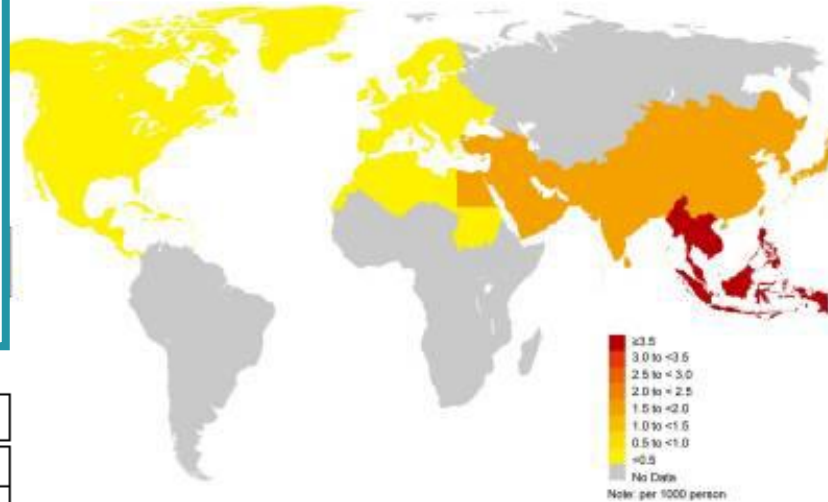 ≥3.5
3.0 to <3.5
2.5 to < 3.0
2.0 to < 2.5
1.5 to <2.0
1.0 to <1.5
0.5 to <1.0
<0.5
No Data
Note: per 1000 person